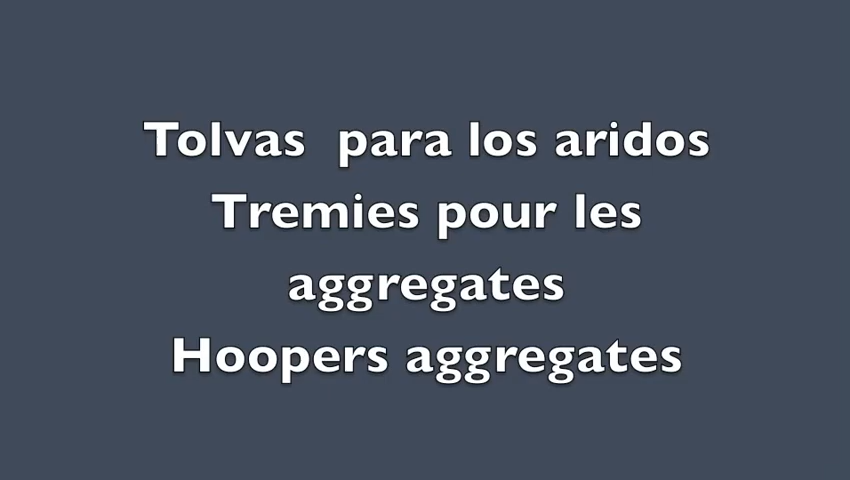 Tolvas  para los aridos
Tremies pour les
aggregates
Hoopers aggregates